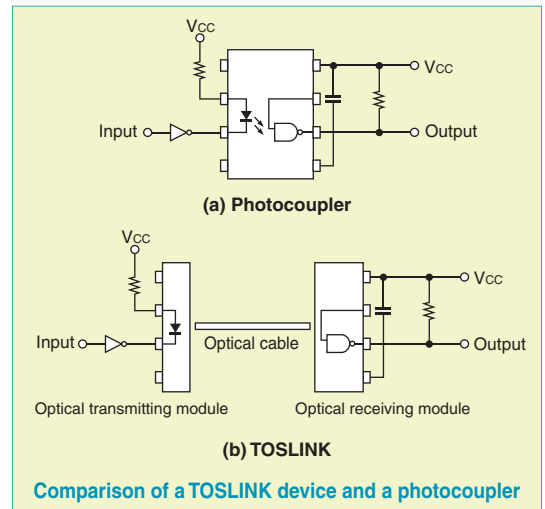 VCC
VCC
Input
Output
(a) Photocoupler
VCC
VCC
Input
Optical cable
Output
Optical transmitting module
Optical receiving module
(b) TOSLINK
Comparison of a TOSLINK device and a photocoupler